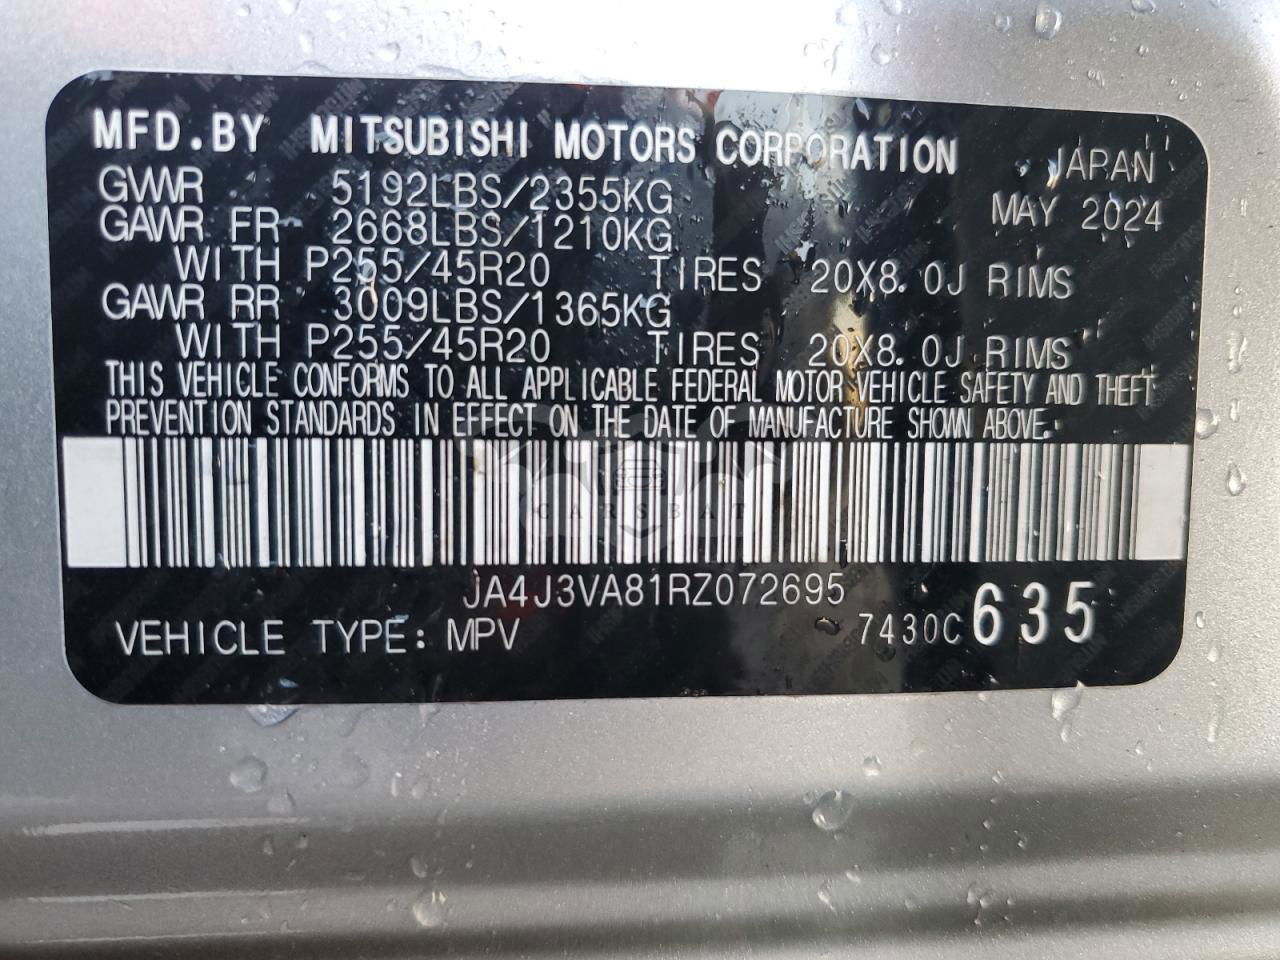 MFD.BY MITSUBISHI MOTORS CORPORATION JAPAN
GVWR 5192LBS/2355KG MAY 2024
GAWR FR 2668LBS/1210KG
WITH P255/45R20 TIRES 20X8.0J RIMS
GAWR RR 3009LBS/1365KG
WITH P255/45R20 TIRES 20X8.0J RIMS
THIS VEHICLE CONFORMS TO ALL APPLICABLE FEDERAL MOTOR VEHICLE SAFETY AND THEFT
PREVENTION STANDARDS IN EFFECT ON THE DATE OF MANUFACTURE SHOWN ABOVE.
CARSBAT
JA4J3VA81RZ072695
VEHICLE TYPE: MPV 7430C 635